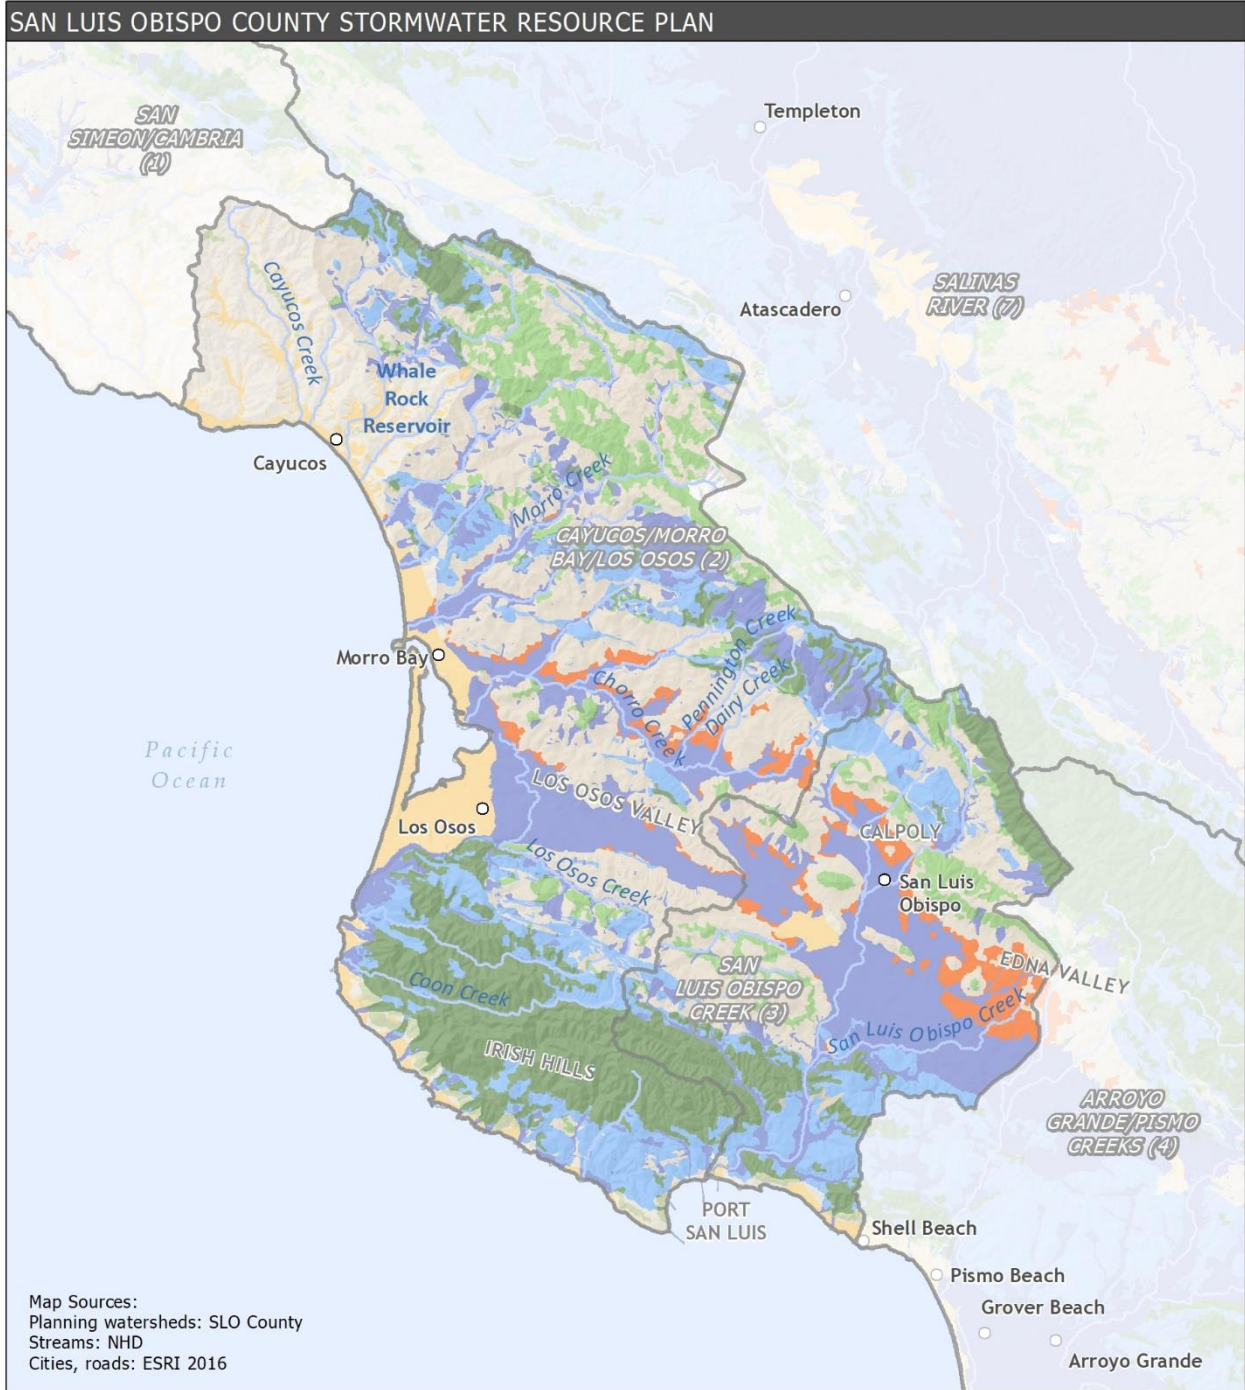 SAN LUIS OBISPO COUNTY STORMWATER RESOURCE PLAN
SAN
SIMEON/CAMBRIA
(1)
Templeton
SALINAS
RIVER (7)
Atascadero
Cayucos Creek
Whale
Rock
Reservoir
Cayucos
Morro Creek
CAYUCOS/MORRO
BAY/LOS OSOS (2)
Morro Bay
Pennington Creek
Dairy Creek
Chorro Creek
Pacific
Ocean
LOS OSOS VALLEY
Los Osos
CALPOLY
Los Osos Creek
San Luis
Obispo
EDNA VALLEY
SAN
LUIS OBISPO
CREEK (3)
Coon Creek
San Luis Obispo Creek
IRISH HILLS
ARROYO
GRANDE/PISMO
CREEKS (4)
PORT
SAN LUIS
Shell Beach
Pismo Beach
Grover Beach
Arroyo Grande
Map Sources:
Planning watersheds: SLO County
Streams: NHD
Cities, roads: ESRI 2016